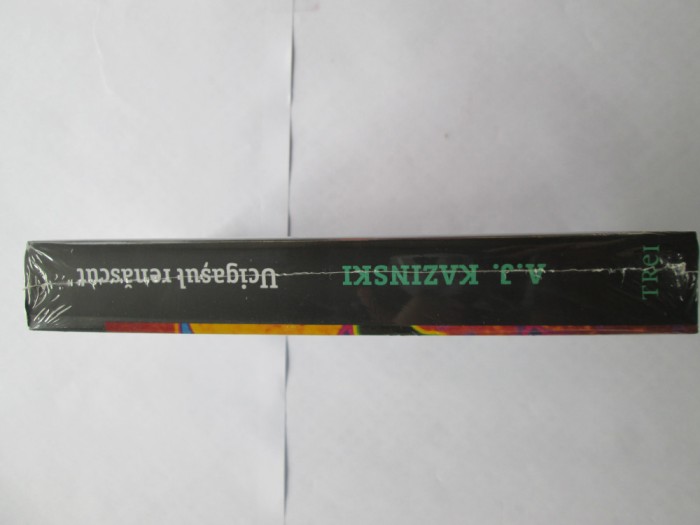 A.J. KAZINSKI
Ucigașul renăscut
TREI